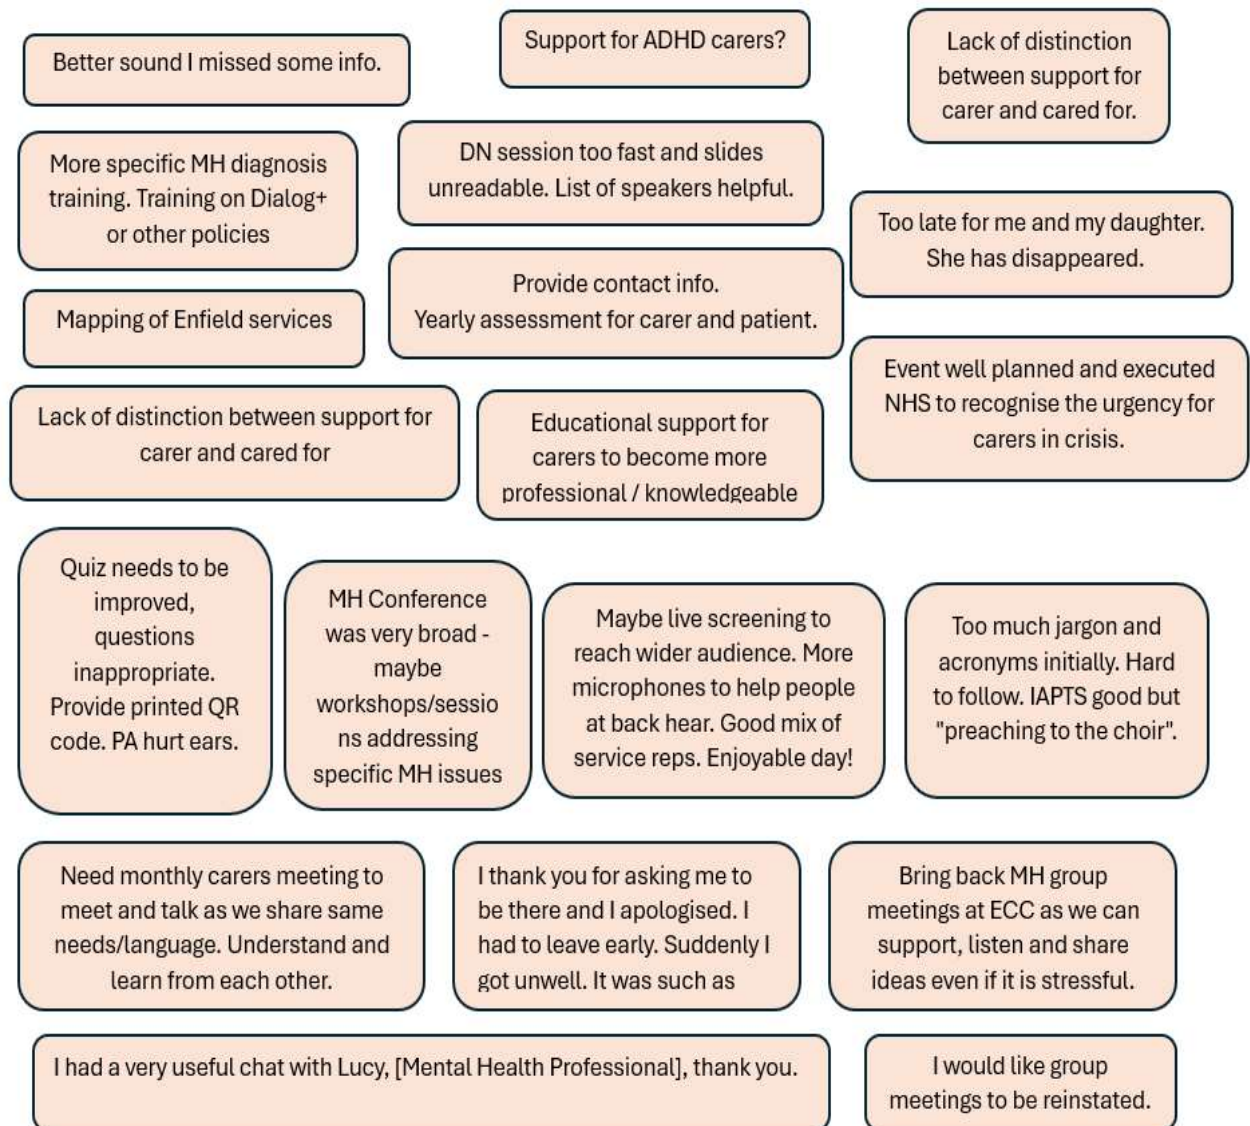 Better sound I missed some info.
Support for ADHD carers?
Lack of distinction
between support for
carer and cared for.
More specific MH diagnosis
training. Training on Dialog+
or other policies
DN session too fast and slides
unreadable. List of speakers helpful.
Too late for me and my daughter.
She has disappeared.
Mapping of Enfield services
Provide contact info.
Yearly assessment for carer and patient.
Event well planned and executed
NHS to recognise the urgency for
carers in crisis.
Lack of distinction between support for
carer and cared for
Educational support for
carers to become more
professional / knowledgeable
Quiz needs to be
improved,
questions
inappropriate.
Provide printed QR
code. PA hurt ears.
MH Conference
was very broad -
maybe
workshops/sessio
ns addressing
specific MH issues
Maybe live screening to
reach wider audience. More
microphones to help people
at back hear. Good mix of
service reps. Enjoyable day!
Too much jargon and
acronyms initially. Hard
to follow. IAPTS good but
"preaching to the choir".
Need monthly carers meeting to
meet and talk as we share same
needs/language. Understand and
learn from each other.
I thank you for asking me to
be there and I apologised. I
had to leave early. Suddenly I
got unwell. It was such as
Bring back MH group
meetings at ECC as we can
support, listen and share
ideas even if it is stressful.
I had a very useful chat with Lucy, [Mental Health Professional], thank you.
I would like group
meetings to be reinstated.